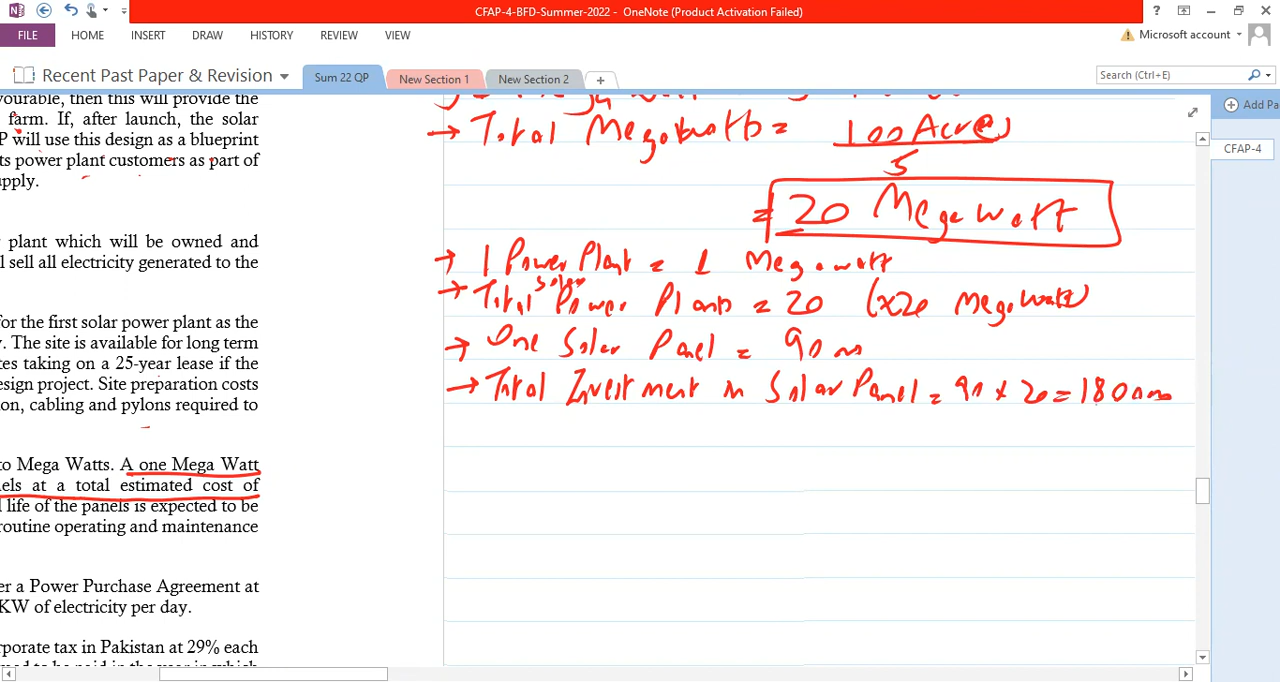 CFAP-4-BFD-Summer-2022 - OneNote (Product Activation Failed)
FILE HOME INSERT DRAW HISTORY REVIEW VIEW Microsoft account
Recent Past Paper & Revision Sum 22 QP New Section 1 New Section 2 + Search (Ctrl+E)
Add Pa
CFAP-4
vourable, then this will provide the
farm. If, after launch, the solar
P will use this design as a blueprint
ts power plant customers as part of
upply.
plant which will be owned and
l sell all electricity generated to the
for the first solar power plant as the
y. The site is available for long term
tes taking on a 25-year lease if the
design project. Site preparation costs
ion, cabling and pylons required to
to Mega Watts. A one Mega Watt
nels at a total estimated cost of
l life of the panels is expected to be
routine operating and maintenance
er a Power Purchase Agreement at
KW of electricity per day.
rporate tax in Pakistan at 29% each
→ Total Megawatts = 100 Acre
5
= 20 Megawatt
→ 1 Power Plant = 1 Megawatt
→ Total Solar Power Plants = 20 (x20 Megawatt)
→ One Solar Panel = 90m
→ Total Investment in Solar Panel = 90 x 20 = 1800m